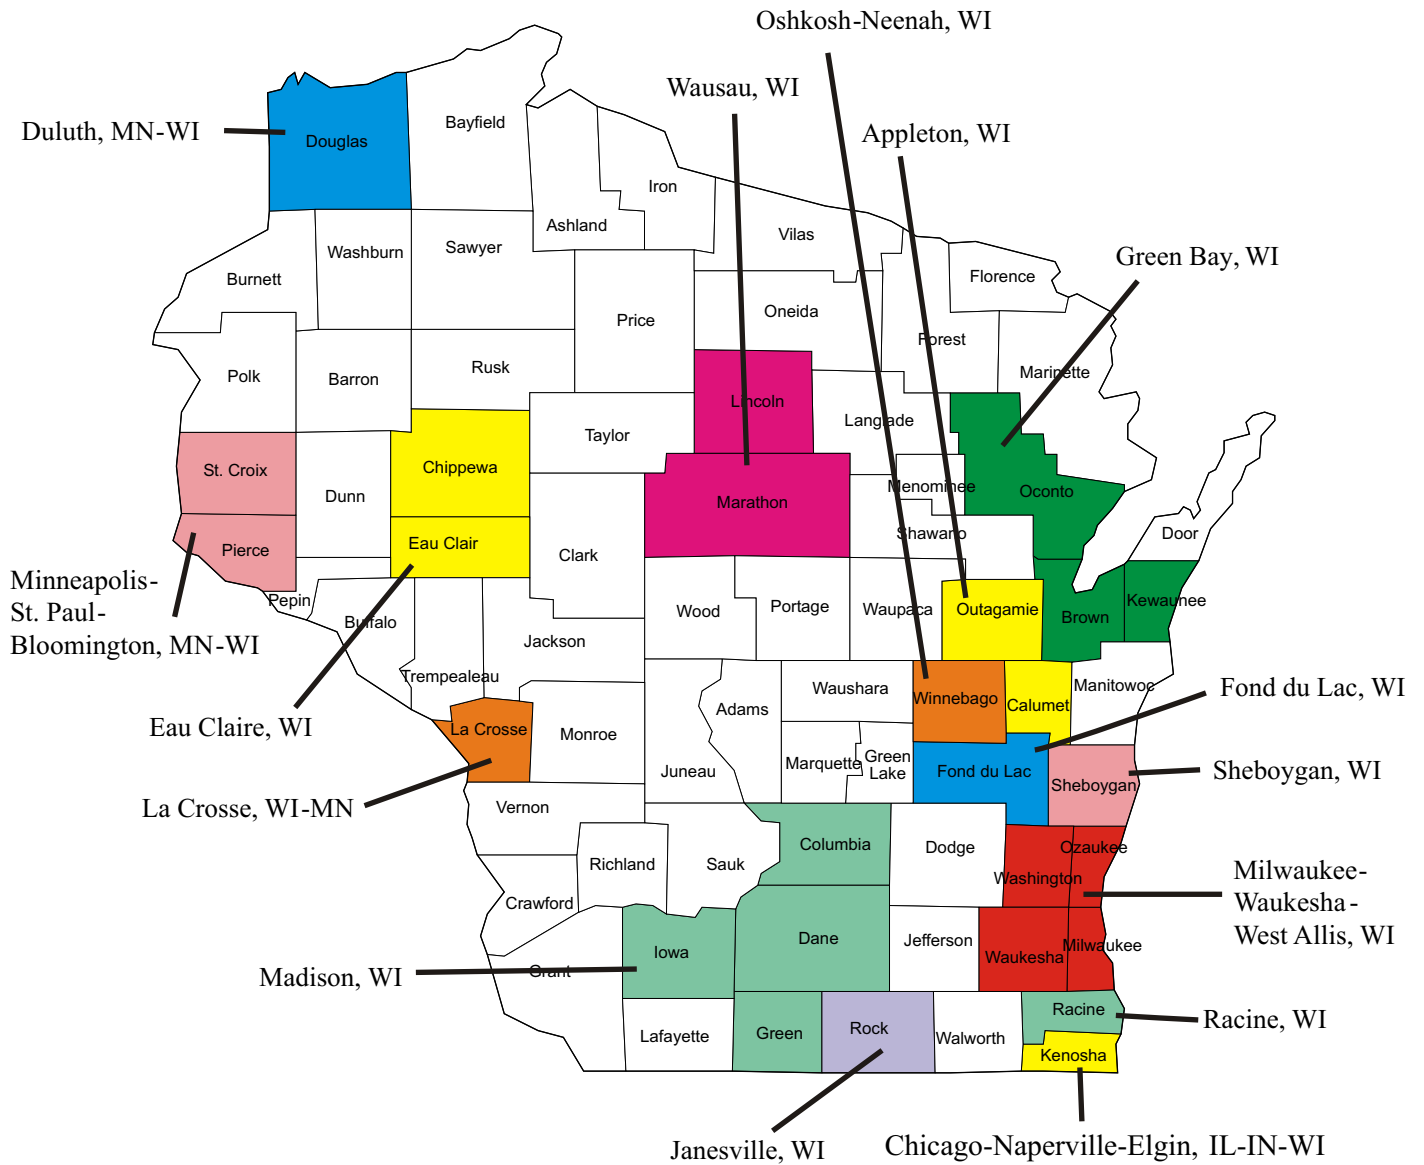 Oshkosh-Neenah, WI
Wausau, WI
Appleton, WI
Duluth, MN-WI
Douglas
Bayfield
Iron
Ashland
Vilas
Washburn
Sawyer
Green Bay, WI
Burnett
Florence
Oneida
Price
Forest
Rusk
Marinette
Polk
Barron
Lincoln
Langlade
Taylor
St. Croix
Chippewa
Menominee
Oconto
Dunn
Marathon
Shawano
Door
Eau Clair
Pierce
Clark
Minneapolis-
St. Paul-
Bloomington, MN-WI
Pepin
Buffalo
Wood
Portage
Waupaca
Outagamie
Brown
Kewaunee
Jackson
Trempealeau
Waushara
Winnebago
Calumet
Manitowoc
Fond du Lac, WI
Adams
Eau Claire, WI
La Crosse
Monroe
Juneau
Marquette
Green
Lake
Fond du Lac
Sheboygan
Sheboygan, WI
La Crosse, WI-MN
Vernon
Columbia
Dodge
Ozaukee
Richland
Sauk
Washington
Milwaukee-
Waukesha-
West Allis, WI
Crawford
Iowa
Dane
Jefferson
Waukesha
Milwaukee
Madison, WI
Grant
Lafayette
Green
Rock
Walworth
Racine
Racine, WI
Kenosha
Janesville, WI
Chicago-Naperville-Elgin, IL-IN-WI